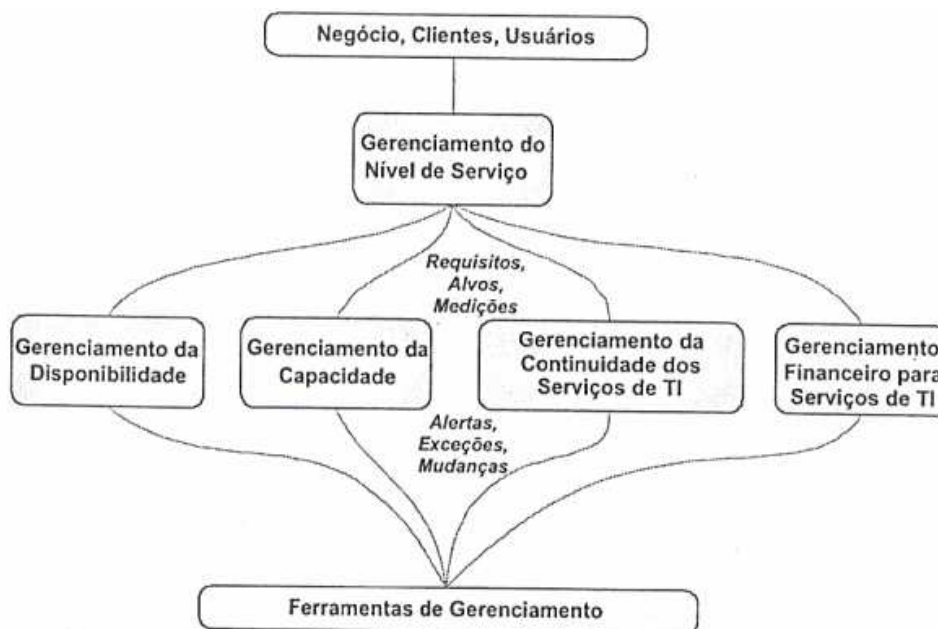 Negócio, Clientes, Usuários
Gerenciamento do
Nível de Serviço
Requisitos,
Alvos,
Medições
Gerenciamento da
Disponibilidade
Gerenciamento da
Capacidade
Gerenciamento da
Continuidade dos
Serviços de TI
Gerenciamento
Financeiro para
Serviços de TI
Alertas,
Exceções,
Mudanças
Ferramentas de Gerenciamento